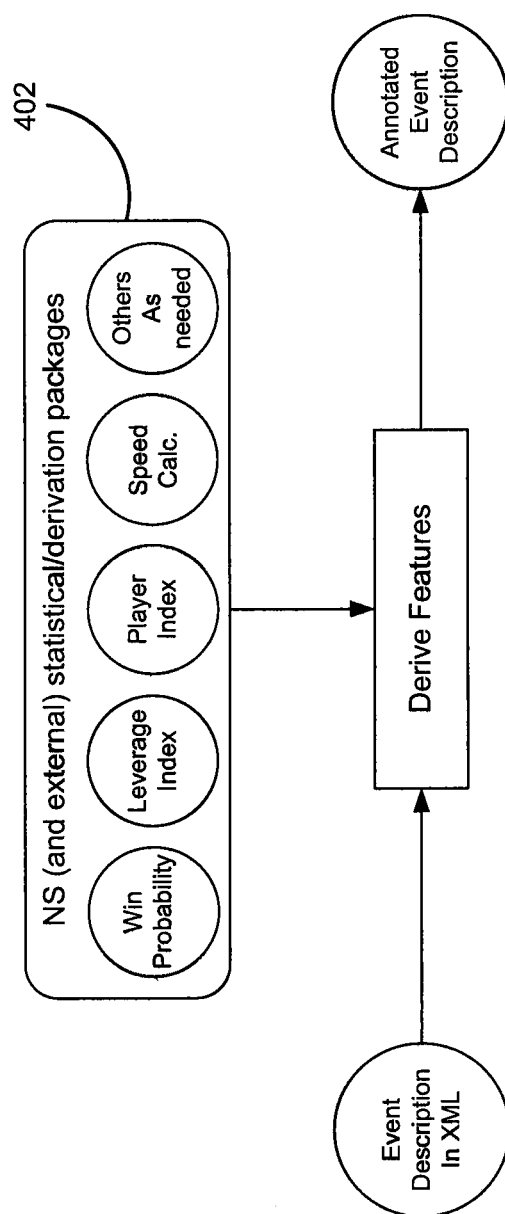 402
NS (and external) statistical/derivation packages
Win
Probability
Leverage
Index
Player
Index
Speed
Calc.
Others
As
needed
Event
Description
In XML
Derive Features
Annotated
Event
Description